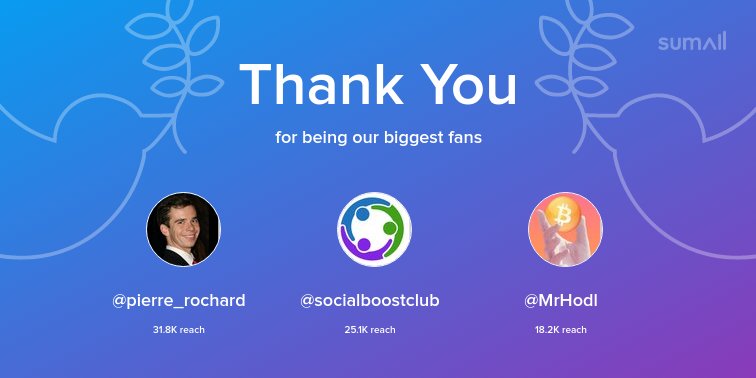 sumall
Thank You
for being our biggest fans
@pierre_rochard
@socialboostclub
@MrHodl
31.8K reach
25.1K reach
18.2K reach